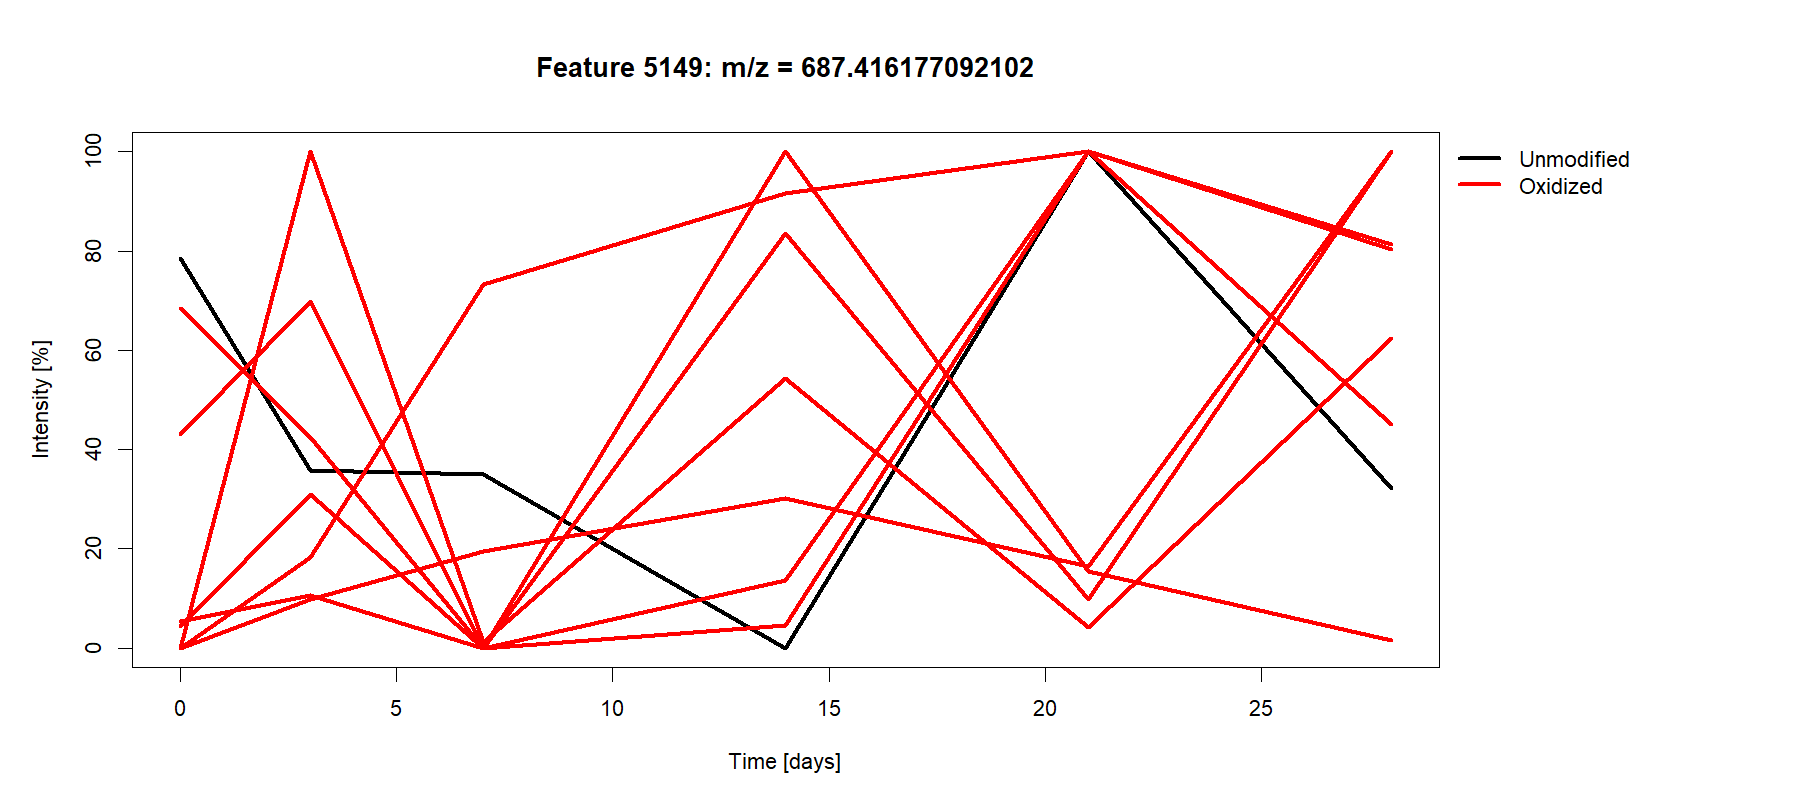 Feature 5149: m/z = 687.416177092102
Unmodified
Oxidized
100
80
60
40
20
0
Intensity [%]
0 5 10 15 20 25
Time [days]